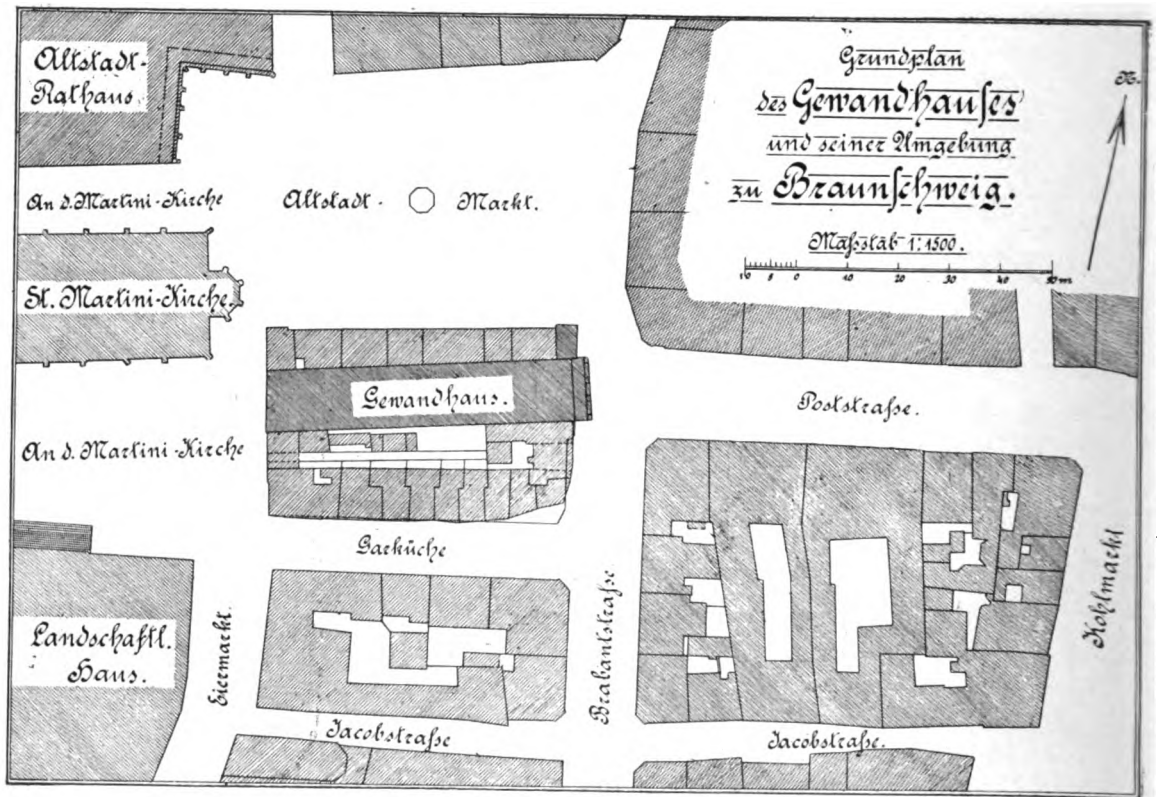 Grundplan
des Gewandhauſes
und seiner Umgebung
zu Braunſchweig.
Maßstab 1:1500.
10 5 0 10 20 30 40 50 m
N.
Altstadt-
Rathaus.
An d. Martini-Kirche
Altstadt- Markt.
St. Martini-Kirche.
Gewandhaus.
Poststraße.
An d. Martini-Kirche
Garküche
Landschaftl.
Haus.
Eiermarkt.
Brabantstraße.
Kohlmarkt
Jacobstraße
Jacobstraße.